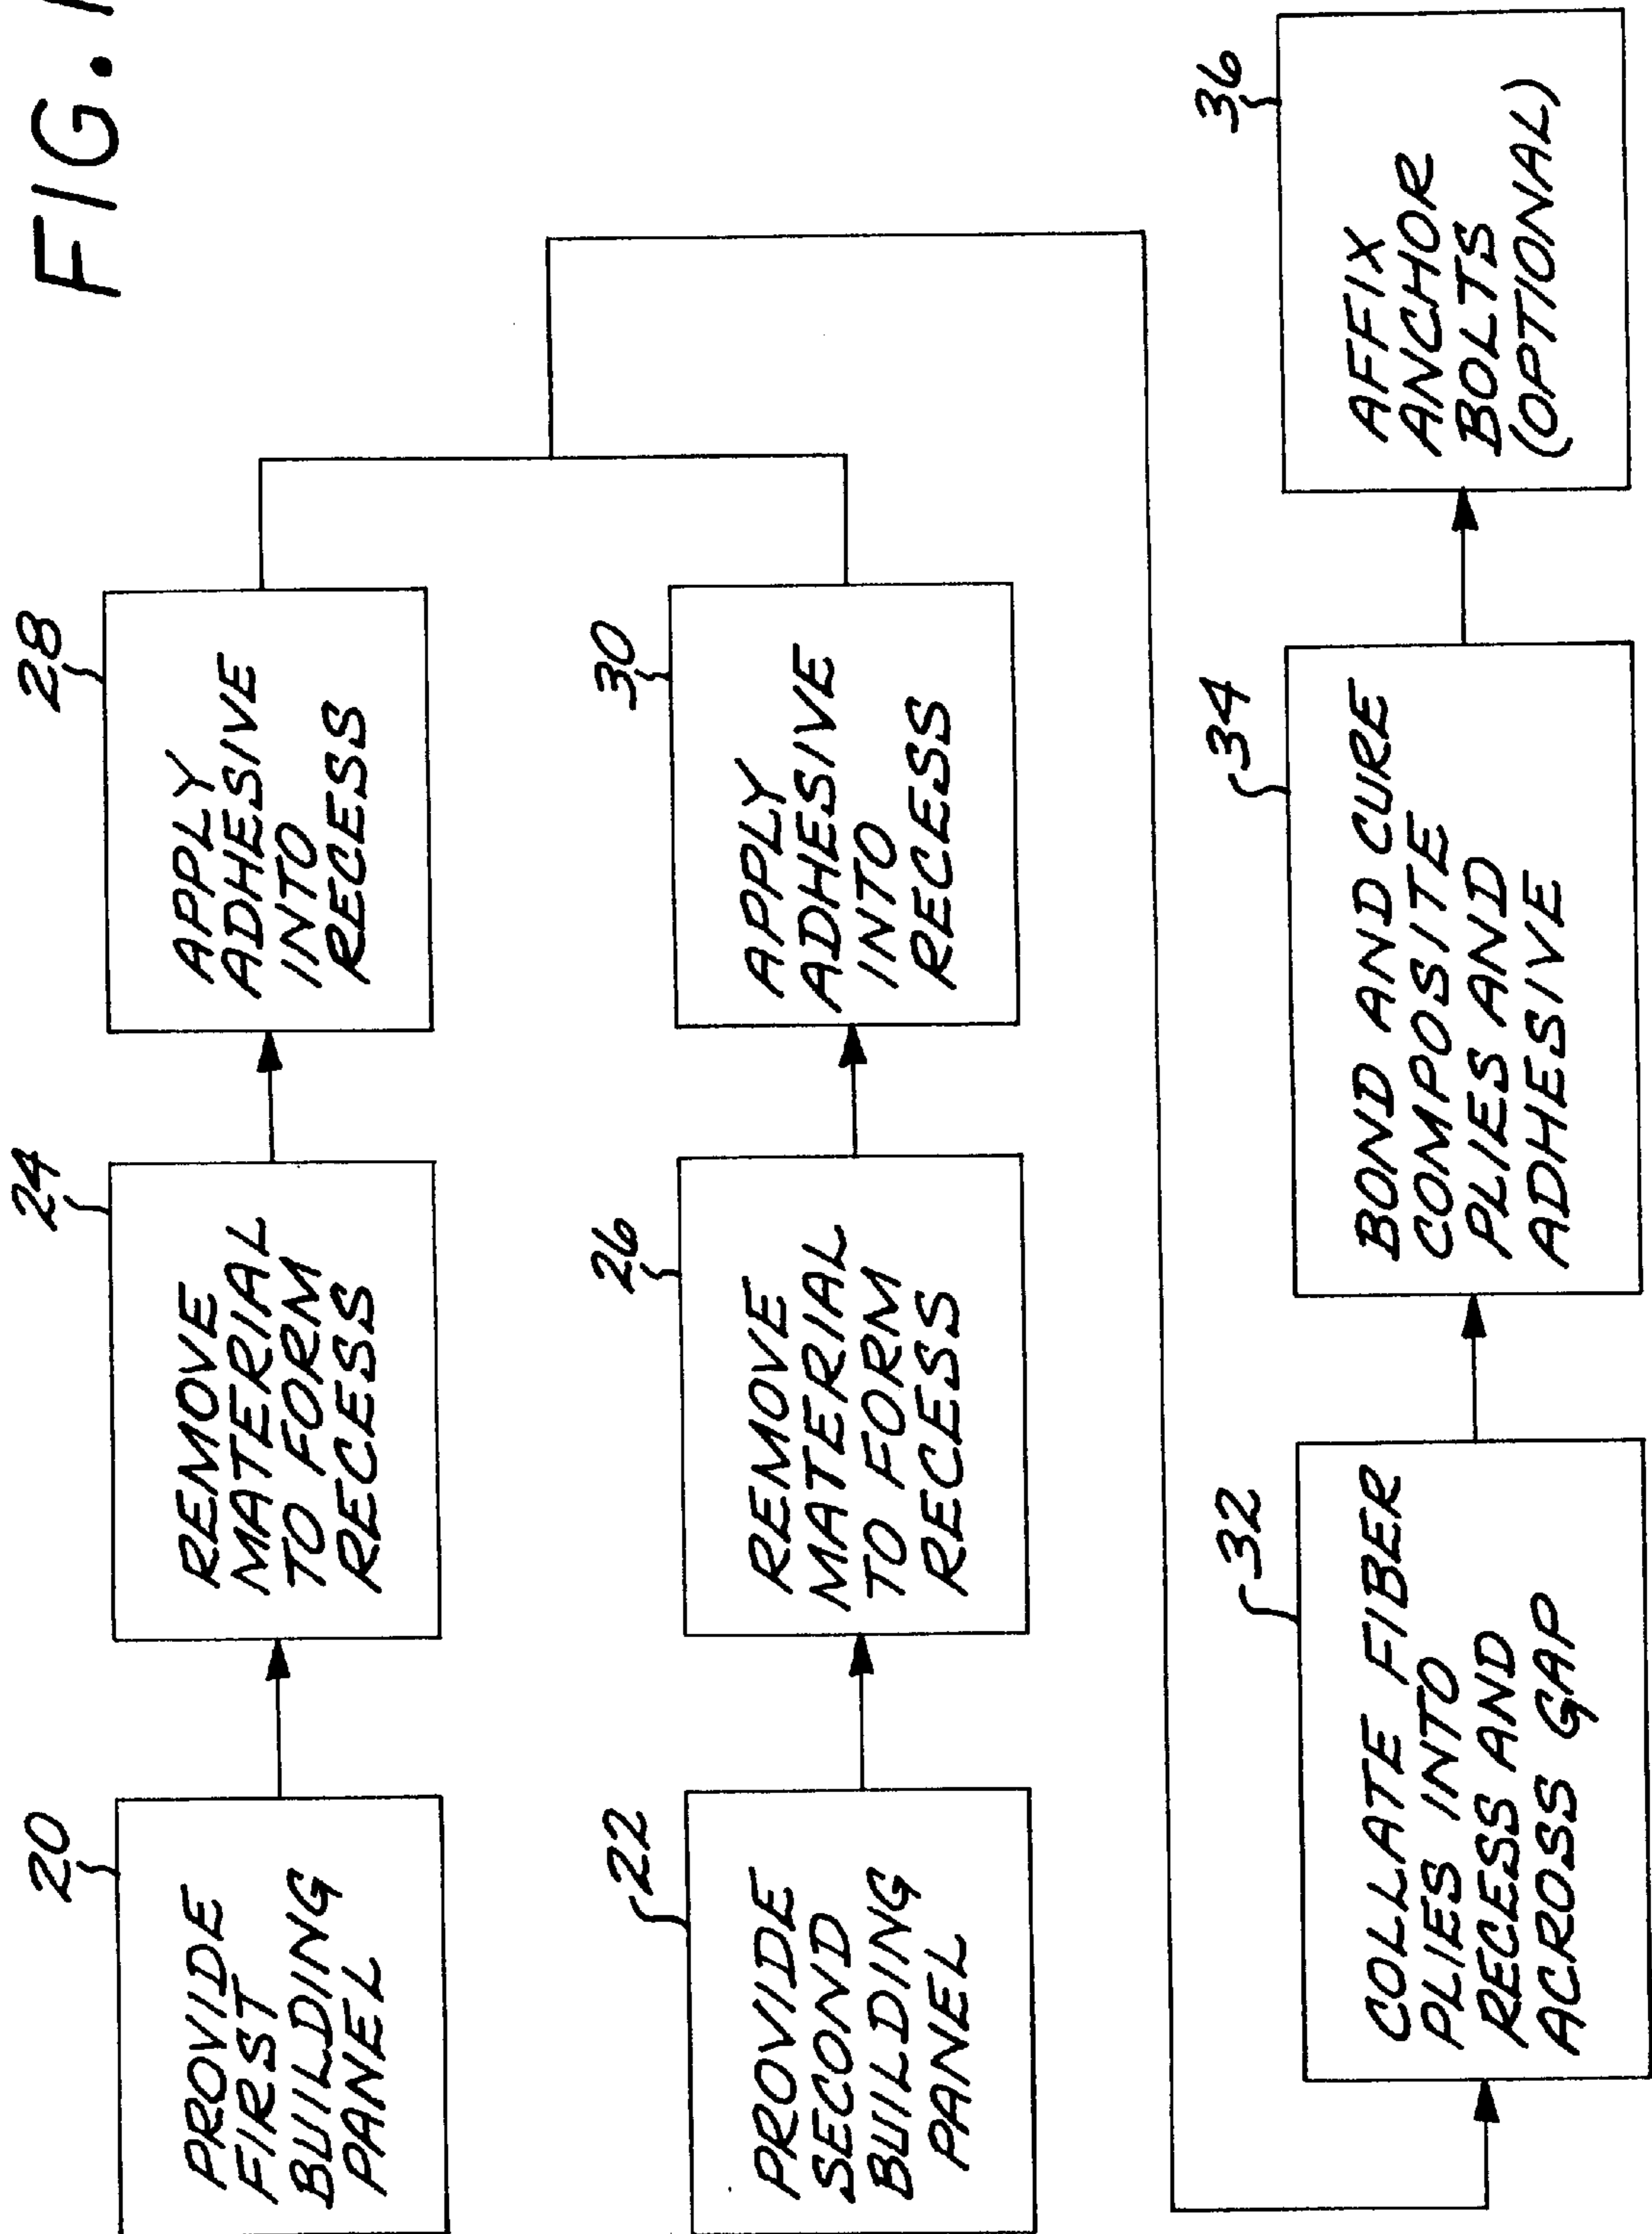 FIG. 1
20
PROVIDE
FIRST
BUILDING
PANEL
24
REMOVE
MATERIAL
TO FORM
RECESS
28
APPLY
ADHESIVE
INTO
RECESS
22
PROVIDE
SECOND
BUILDING
PANEL
26
REMOVE
MATERIAL
TO FORM
RECESS
30
APPLY
ADHESIVE
INTO
RECESS
32
COLLATE FIBER
PLIES INTO
RECESS AND
ACROSS GAP
34
BOND AND CURE
COMPOSITE
PLIES AND
ADHESIVE
36
AFFIX
ANCHOR
BOLTS
(OPTIONAL)